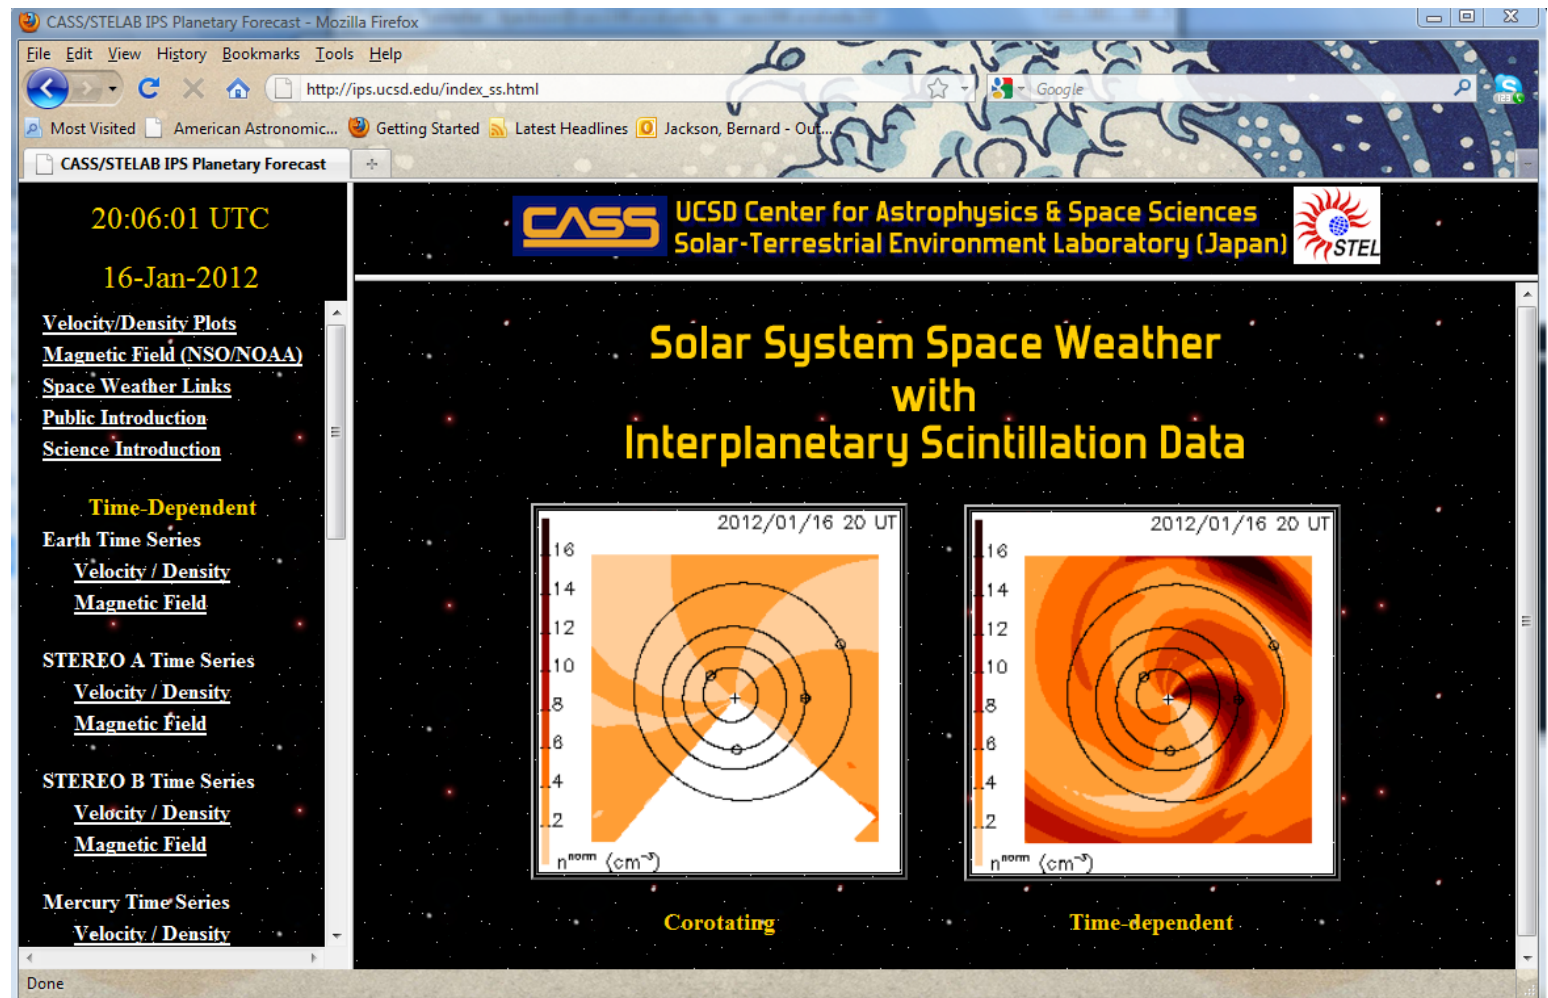 CASS/STELAB IPS Planetary Forecast - Mozilla Firefox
File Edit View History Bookmarks Tools Help
http://ips.ucsd.edu/index_ss.html
Google
Most Visited American Astronomic... Getting Started Latest Headlines Jackson, Bernard - Out...
CASS/STELAB IPS Planetary Forecast
20:06:01 UTC
16-Jan-2012
Velocity/Density Plots
Magnetic Field (NSO/NOAA)
Space Weather Links
Public Introduction
Science Introduction
Time-Dependent
Earth Time Series
Velocity / Density
Magnetic Field
STEREO A Time Series
Velocity / Density
Magnetic Field
STEREO B Time Series
Velocity / Density
Magnetic Field
Mercury Time Series
Velocity / Density
CASS
UCSD Center for Astrophysics & Space Sciences
Solar-Terrestrial Environment Laboratory (Japan)
STEL
Solar System Space Weather
with
Interplanetary Scintillation Data
2012/01/16 20 UT
16
14
12
10
8
6
4
2
n^norm (cm^-3)
Corotating
2012/01/16 20 UT
16
14
12
10
8
6
4
2
n^norm (cm^-3)
Time-dependent
Done